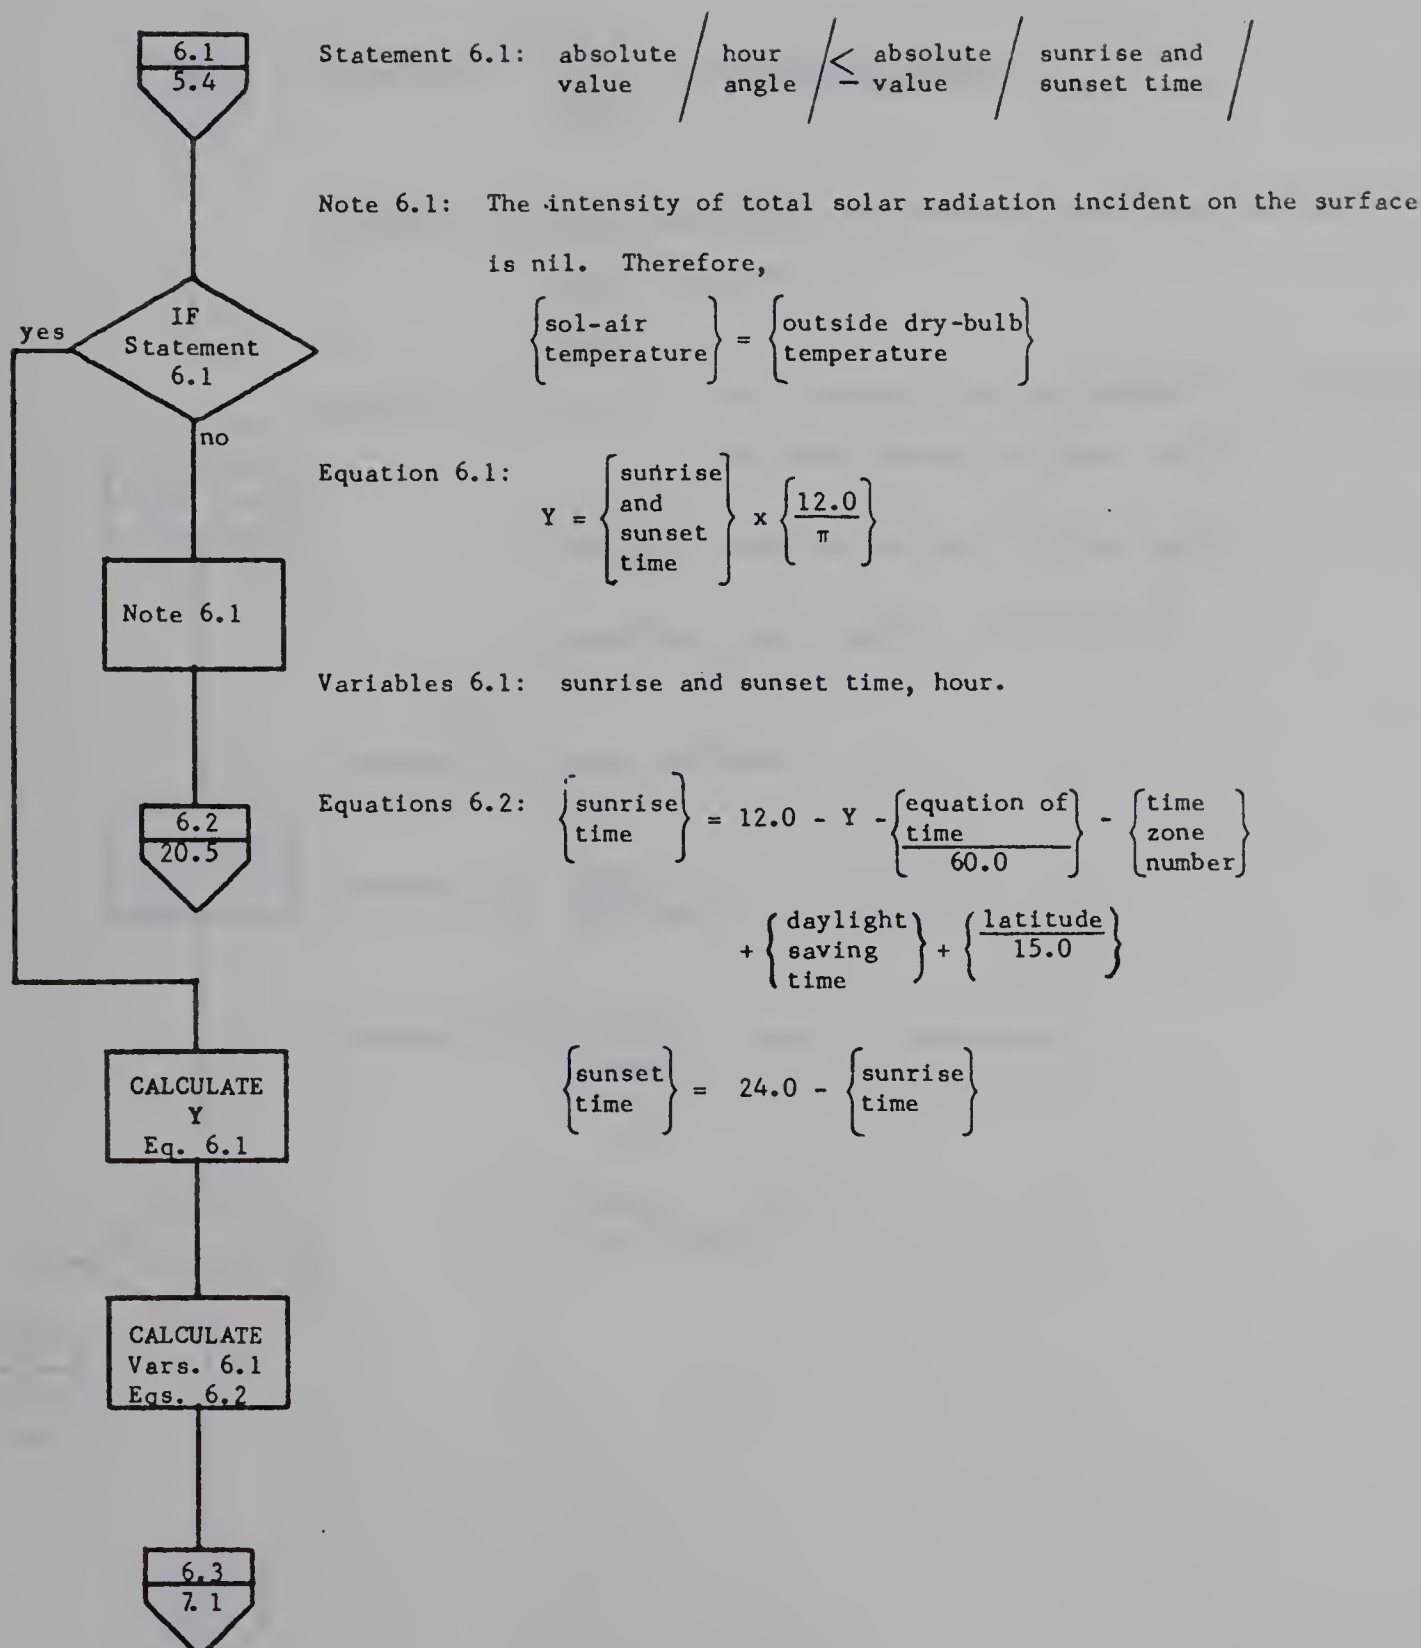 6.1
5.4
Statement 6.1: absolute value / hour angle / ≤ absolute value / sunrise and sunset time /
Note 6.1: The intensity of total solar radiation incident on the surface
is nil. Therefore,
{sol-air temperature} = {outside dry-bulb temperature}
yes
IF
Statement
6.1
no
Equation 6.1: Y = {sunrise and sunset time} x {12.0 / π}
Note 6.1
Variables 6.1: sunrise and sunset time, hour.
6.2
20.5
Equations 6.2: {sunrise time} = 12.0 - Y - {equation of time / 60.0} - {time zone number}
+ {daylight saving time} + {latitude / 15.0}
{sunset time} = 24.0 - {sunrise time}
CALCULATE
Y
Eq. 6.1
CALCULATE
Vars. 6.1
Eqs. 6.2
6.3
7.1